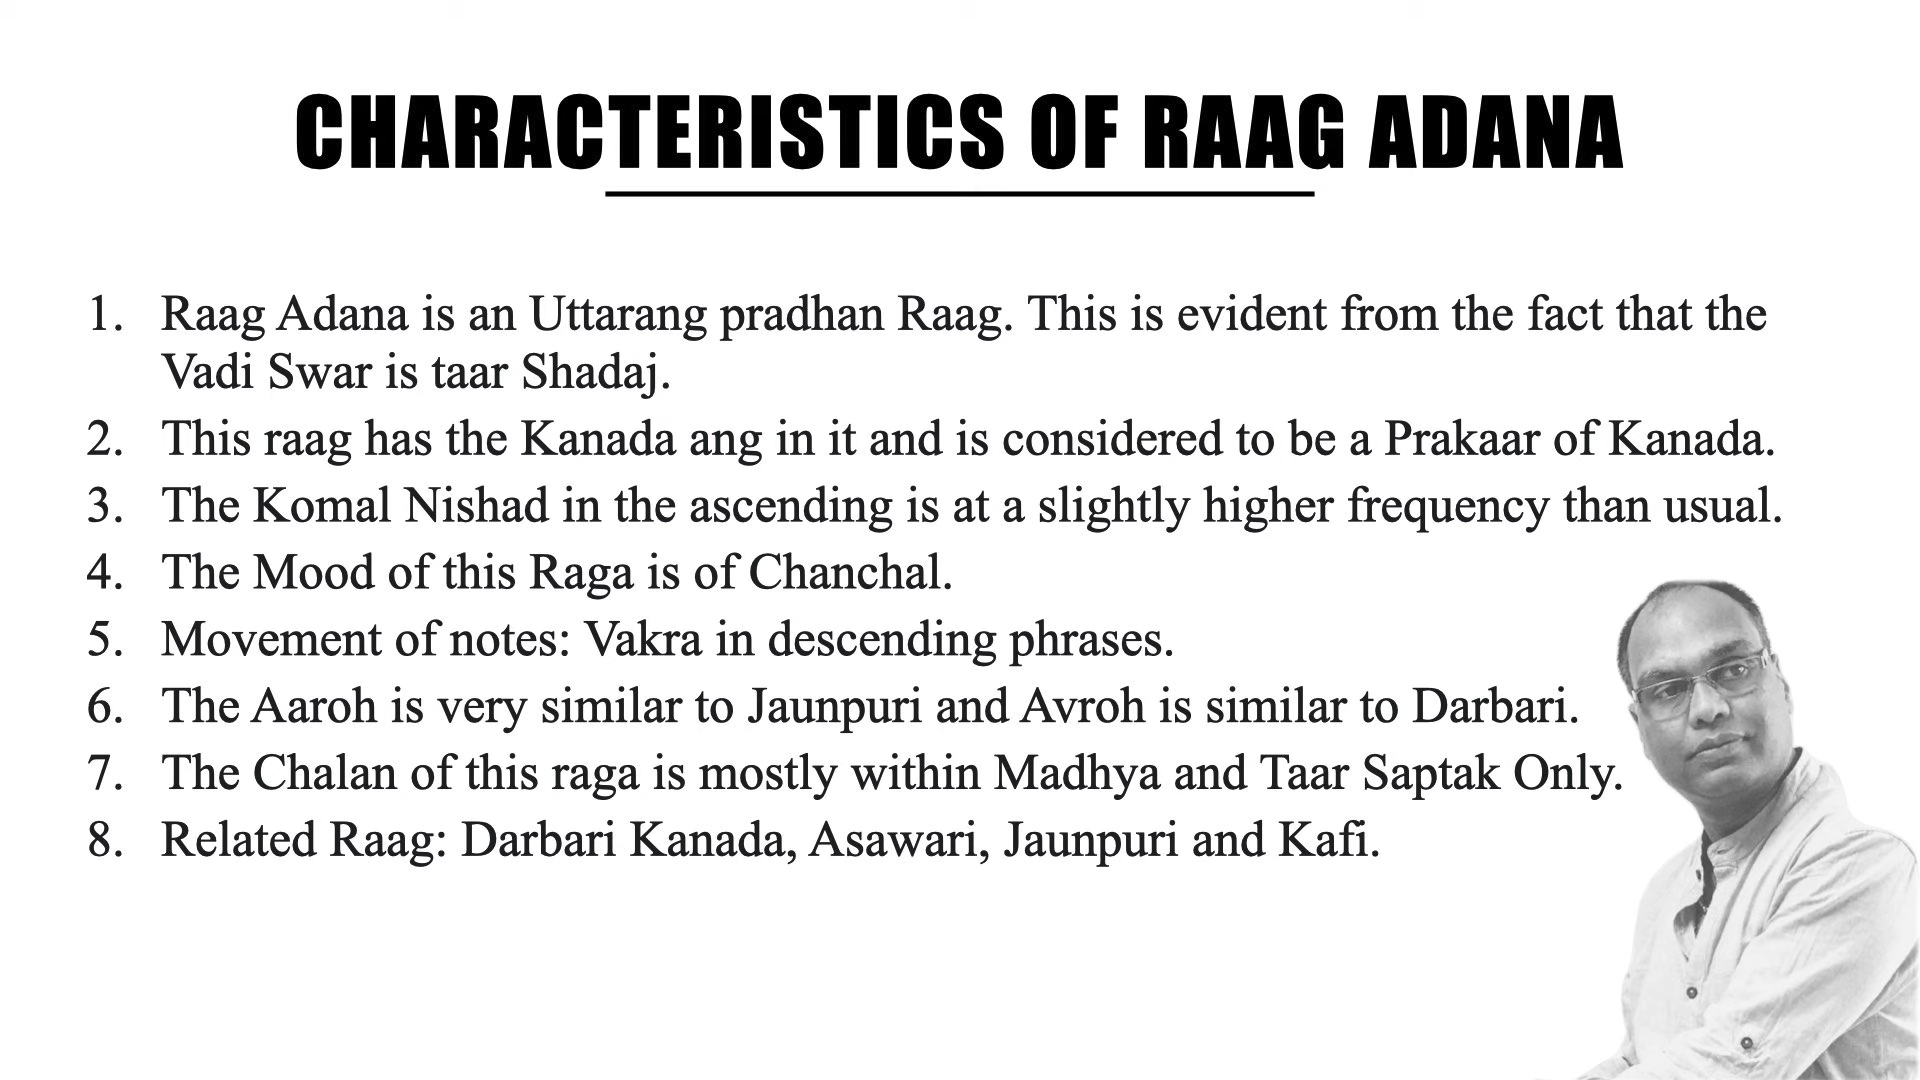 CHARACTERISTICS OF RAAG ADANA
1. Raag Adana is an Uttarang pradhan Raag. This is evident from the fact that the
Vadi Swar is taar Shadaj.
2. This raag has the Kanada ang in it and is considered to be a Prakaar of Kanada.
3. The Komal Nishad in the ascending is at a slightly higher frequency than usual.
4. The Mood of this Raga is of Chanchal.
5. Movement of notes: Vakra in descending phrases.
6. The Aaroh is very similar to Jaunpuri and Avroh is similar to Darbari.
7. The Chalan of this raga is mostly within Madhya and Taar Saptak Only.
8. Related Raag: Darbari Kanada, Asawari, Jaunpuri and Kafi.